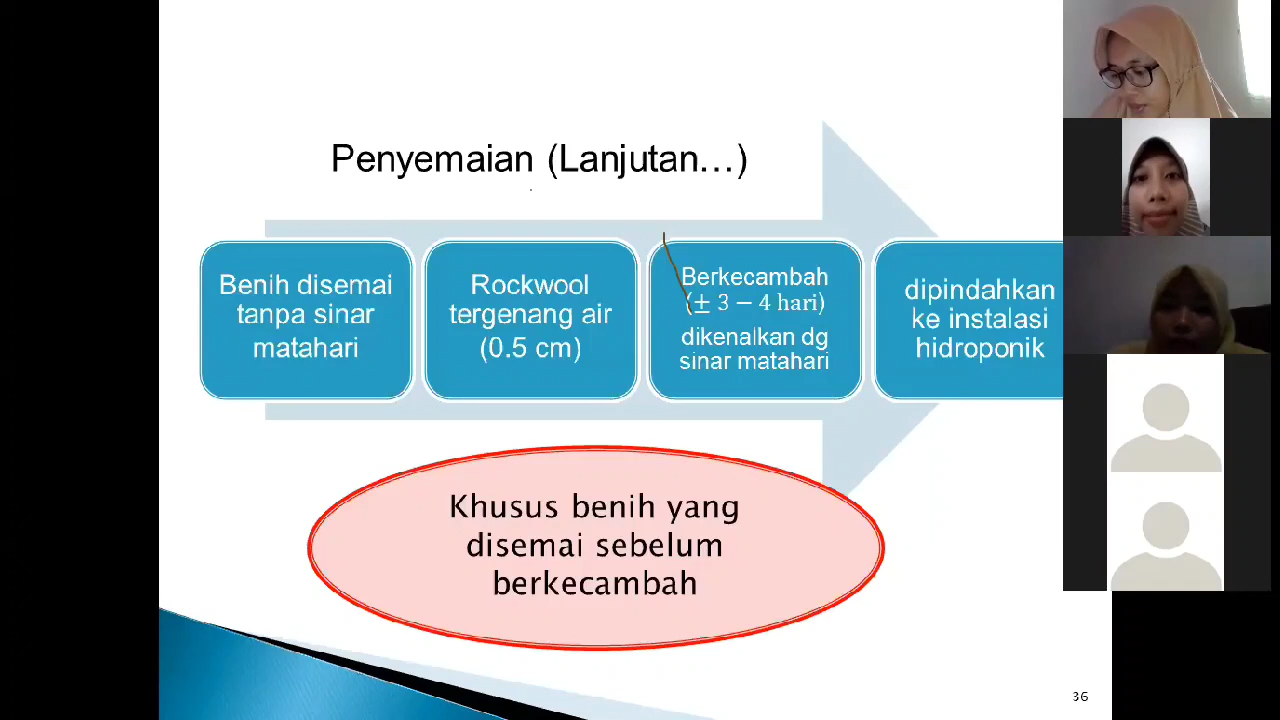 Penyemaian (Lanjutan...)
Benih disemai
tanpa sinar
matahari
Rockwool
tergenang air
(0.5 cm)
Berkecambah
(± 3 − 4 hari)
dikenalkan dg
sinar matahari
dipindahkan
ke instalasi
hidroponik
Khusus benih yang
disemai sebelum
berkecambah
36